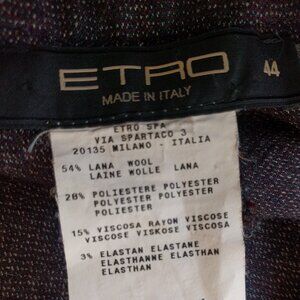 ETRO
MADE IN ITALY
44
ETRO SPA
VIA SPARTACO 3
20135 MILANO - ITALIA
54% LANA WOOL
LAINE WOLLE LANA
28% POLIESTERE POLYESTER
POLYESTER POLYESTER
POLIESTER
15% VISCOSA RAYON VISCOSE
VISCOSE VISKOSE VISCOSA
3% ELASTAN ELASTANE
ELASTHANNE ELASTHAN
ELASTHAN